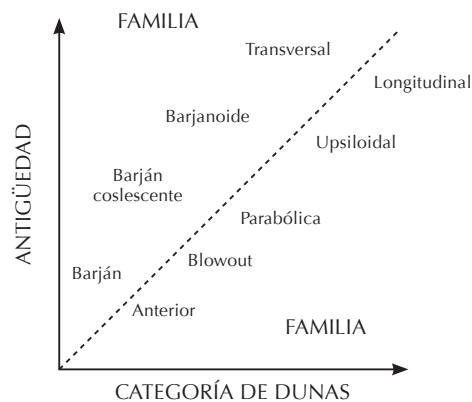 FAMILIA
Transversal
Longitudinal
Barjanoide
Upsiloidal
Barján
coslescente
Parabólica
Blowout
Barján
Anterior
FAMILIA
ANTIGÜEDAD
CATEGORÍA DE DUNAS